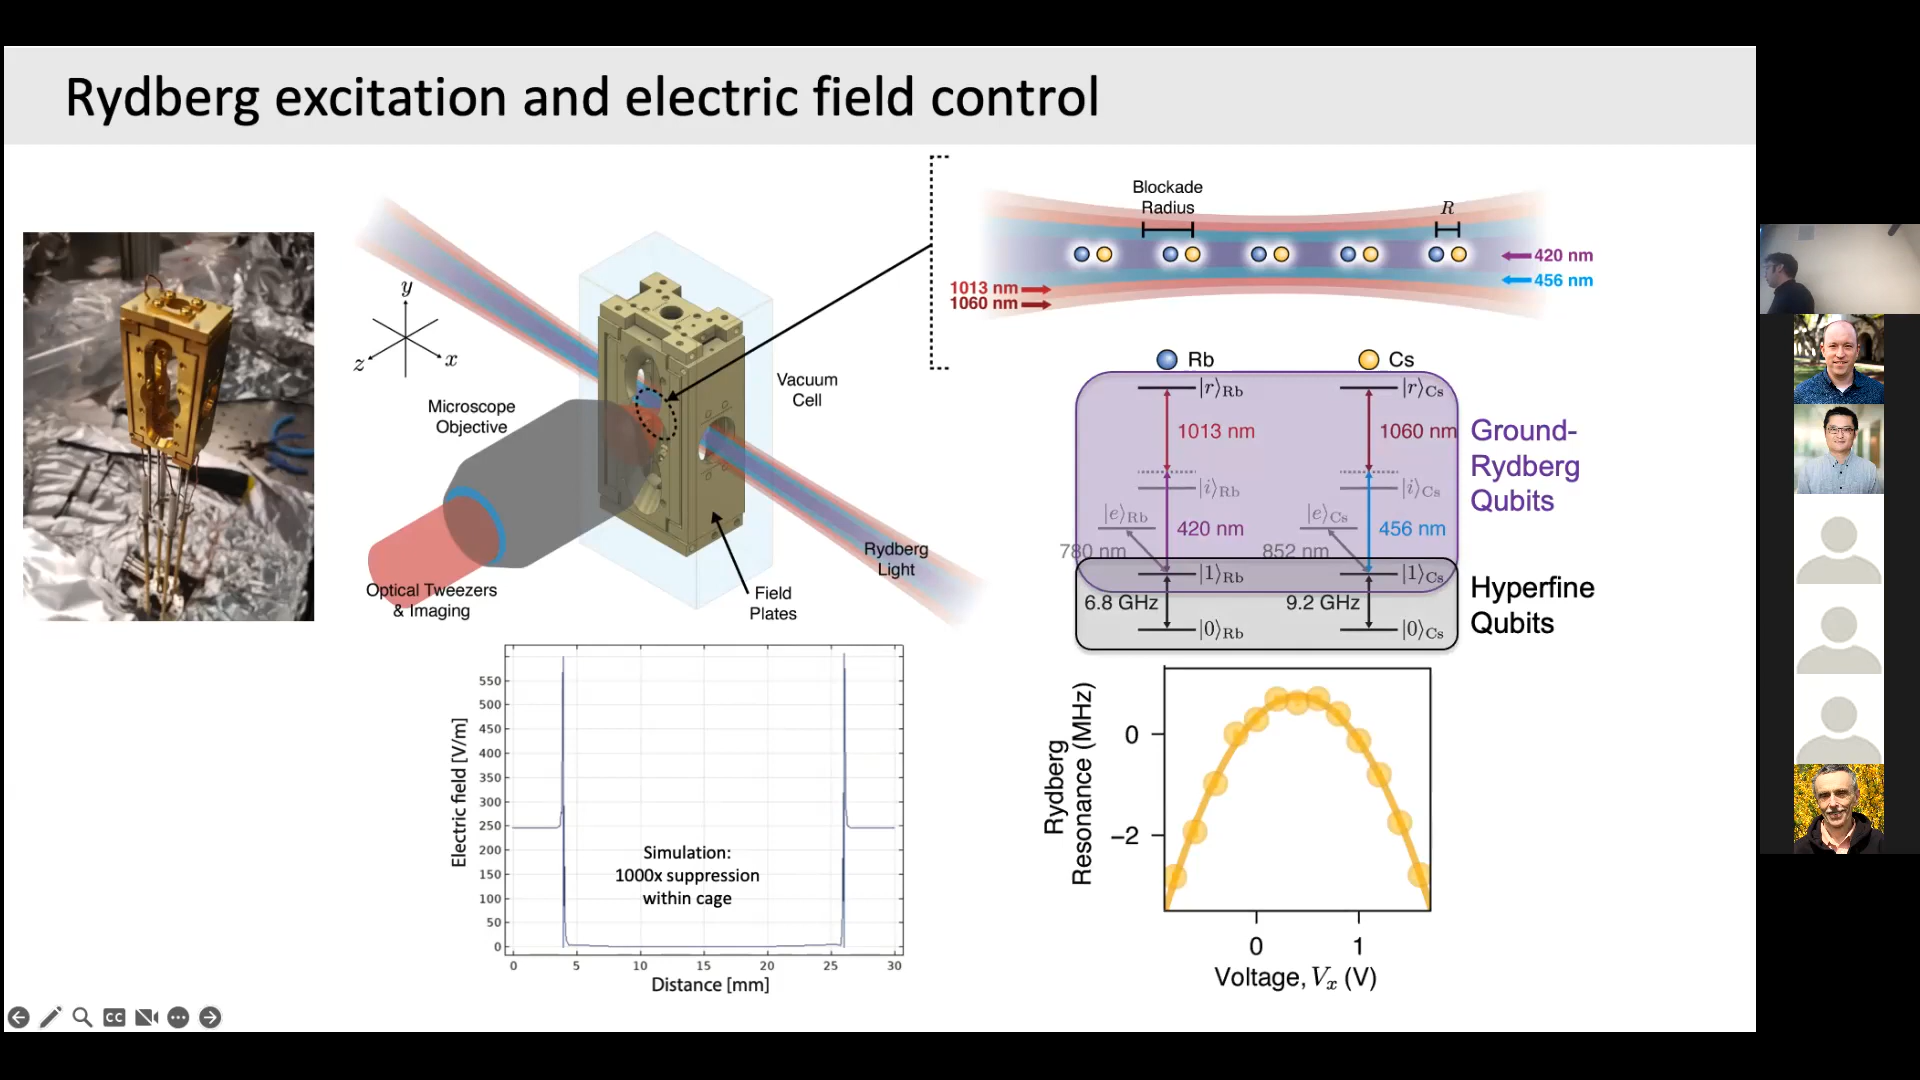 Rydberg excitation and electric field control
Blockade
Radius
R
420 nm
456 nm
1013 nm
1060 nm
y
z
x
Microscope
Objective
Vacuum
Cell
Optical Tweezers
& Imaging
Field
Plates
Rydberg
Light
Rb
Cs
|r⟩Rb
|r⟩Cs
1013 nm
1060 nm
|i⟩Rb
|i⟩Cs
|e⟩Rb
|e⟩Cs
420 nm
456 nm
780 nm
852 nm
|1⟩Rb
|1⟩Cs
6.8 GHz
9.2 GHz
|0⟩Rb
|0⟩Cs
Ground-
Rydberg
Qubits
Hyperfine
Qubits
Electric field [V/m]
550
500
450
400
350
300
250
200
150
100
50
0
Simulation:
1000x suppression
within cage
0 5 10 15 20 25 30
Distance [mm]
Rydberg
Resonance (MHz)
0
−2
0 1
Voltage, Vx (V)
CC